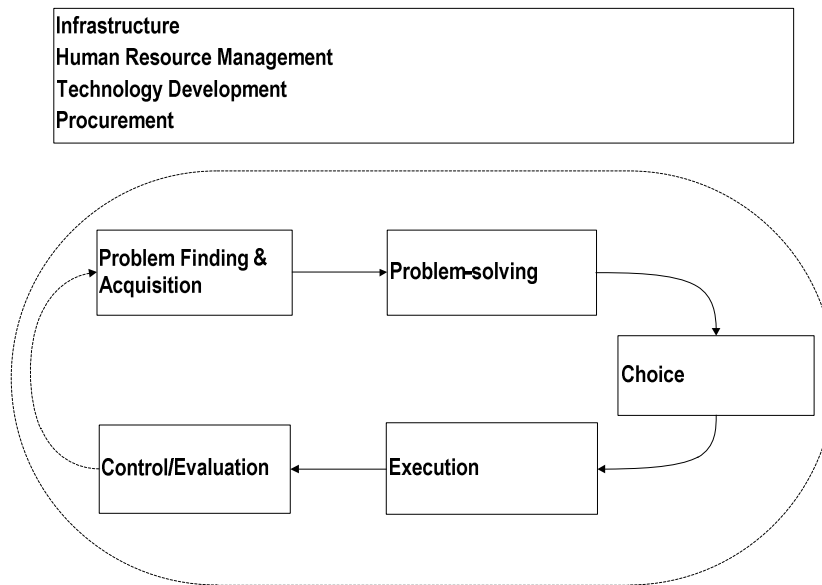 Infrastructure
Human Resource Management
Technology Development
Procurement
Problem Finding &
Acquisition
Problem-solving
Choice
Control/Evaluation
Execution